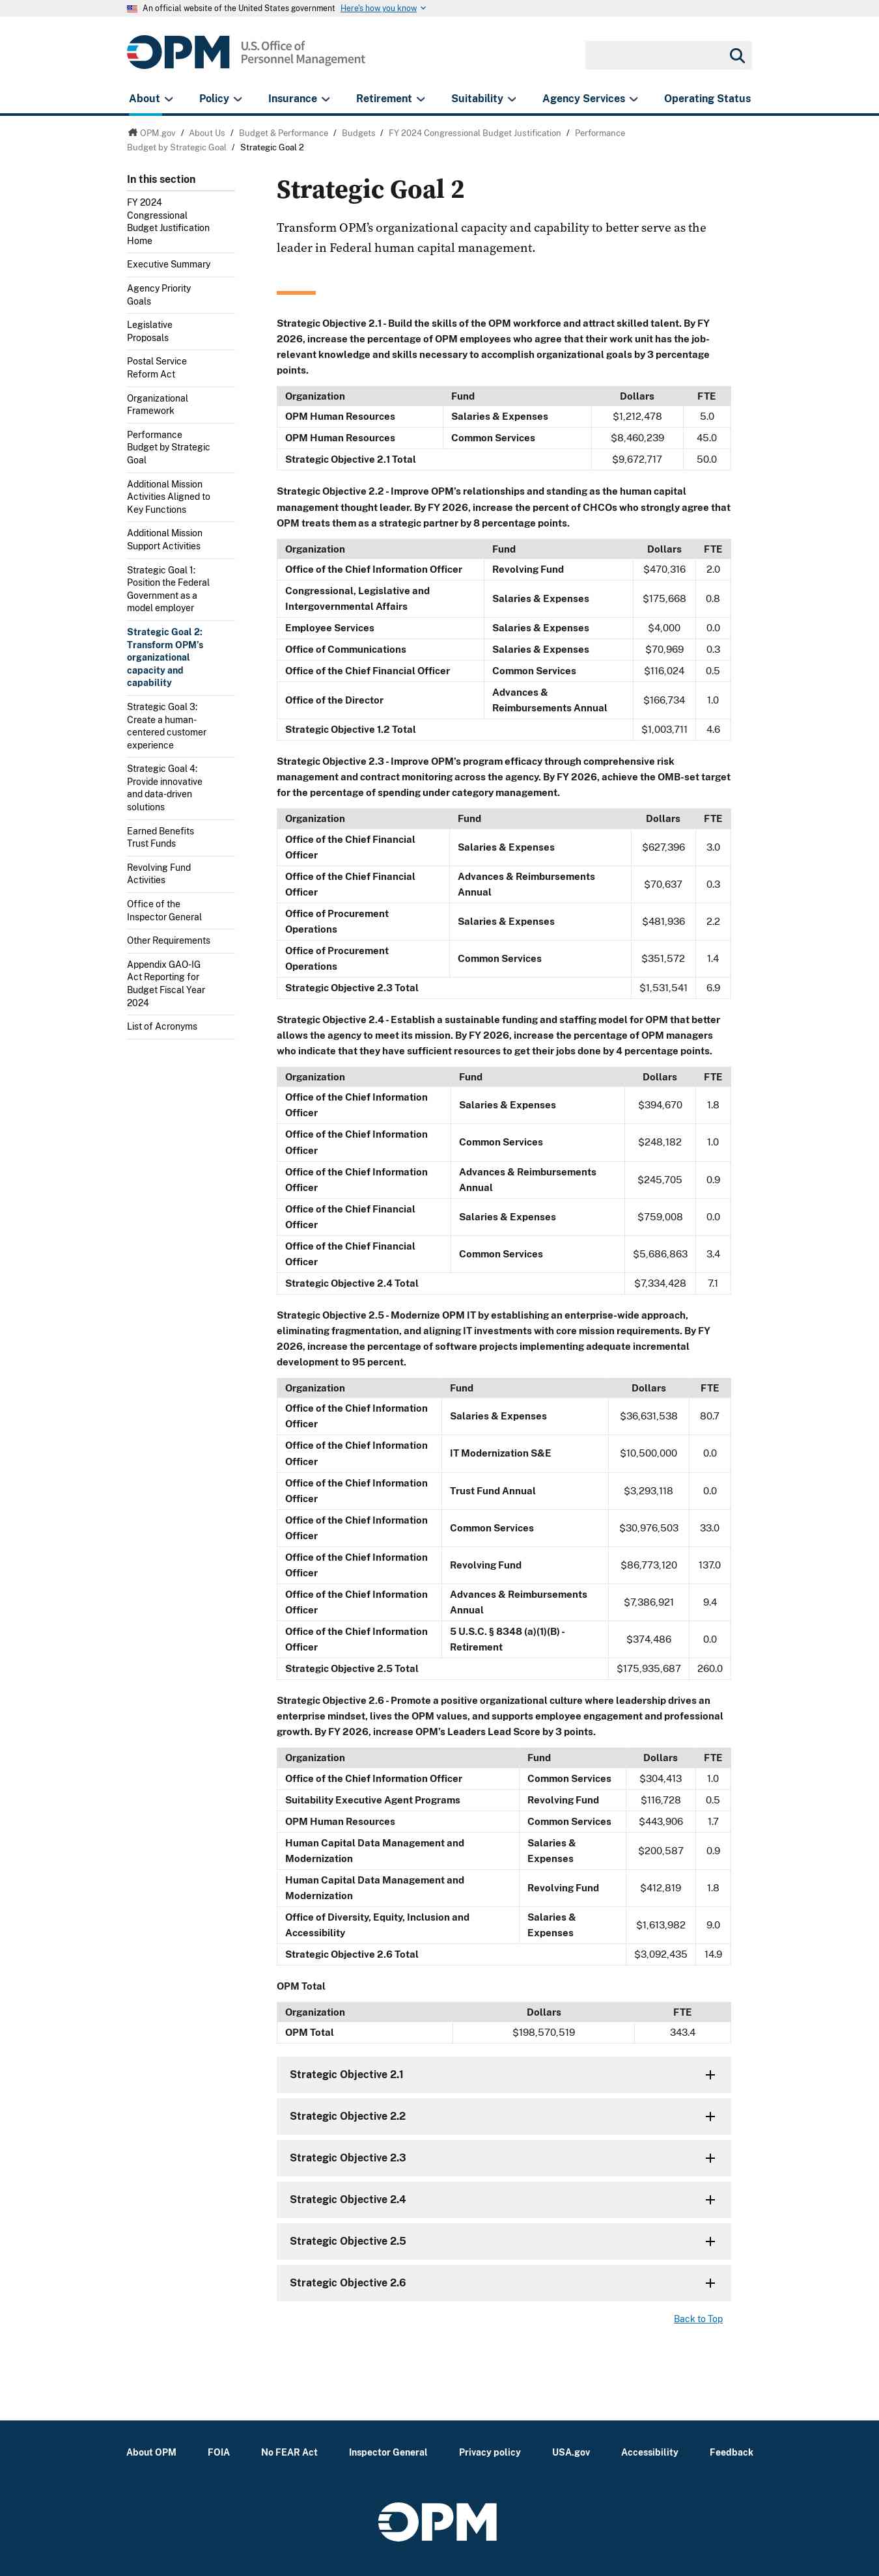 An official website of the United States government Here's how you know
OPM U.S. Office of
Personnel Management
About Policy Insurance Retirement Suitability Agency Services Operating Status
OPM.gov / About Us / Budget & Performance / Budgets / FY 2024 Congressional Budget Justification / Performance
Budget by Strategic Goal / Strategic Goal 2
In this section
FY 2024
Congressional
Budget Justification
Home
Executive Summary
Agency Priority
Goals
Legislative
Proposals
Postal Service
Reform Act
Organizational
Framework
Performance
Budget by Strategic
Goal
Additional Mission
Activities Aligned to
Key Functions
Additional Mission
Support Activities
Strategic Goal 1:
Position the Federal
Government as a
model employer
Strategic Goal 2:
Transform OPM's
organizational
capacity and
capability
Strategic Goal 3:
Create a human-
centered customer
experience
Strategic Goal 4:
Provide innovative
and data-driven
solutions
Earned Benefits
Trust Funds
Revolving Fund
Activities
Office of the
Inspector General
Other Requirements
Appendix GAO-IG
Act Reporting for
Budget Fiscal Year
2024
List of Acronyms
Strategic Goal 2
Transform OPM's organizational capacity and capability to better serve as the
leader in Federal human capital management.
Strategic Objective 2.1 - Build the skills of the OPM workforce and attract skilled talent. By FY
2026, increase the percentage of OPM employees who agree that their work unit has the job-
relevant knowledge and skills necessary to accomplish organizational goals by 3 percentage
points.
Organization Fund Dollars FTE
OPM Human Resources Salaries & Expenses $1,212,478 5.0
OPM Human Resources Common Services $8,460,239 45.0
Strategic Objective 2.1 Total $9,672,717 50.0
Strategic Objective 2.2 - Improve OPM's relationships and standing as the human capital
management thought leader. By FY 2026, increase the percent of CHCOs who strongly agree that
OPM treats them as a strategic partner by 8 percentage points.
Organization Fund Dollars FTE
Office of the Chief Information Officer Revolving Fund $470,316 2.0
Congressional, Legislative and
Intergovernmental Affairs Salaries & Expenses $175,668 0.8
Employee Services Salaries & Expenses $4,000 0.0
Office of Communications Salaries & Expenses $70,969 0.3
Office of the Chief Financial Officer Common Services $116,024 0.5
Office of the Director Advances &
Reimbursements Annual $166,734 1.0
Strategic Objective 1.2 Total $1,003,711 4.6
Strategic Objective 2.3 - Improve OPM's program efficacy through comprehensive risk
management and contract monitoring across the agency. By FY 2026, achieve the OMB-set target
for the percentage of spending under category management.
Organization Fund Dollars FTE
Office of the Chief Financial
Officer Salaries & Expenses $627,396 3.0
Office of the Chief Financial
Officer Advances & Reimbursements
Annual $70,637 0.3
Office of Procurement
Operations Salaries & Expenses $481,936 2.2
Office of Procurement
Operations Common Services $351,572 1.4
Strategic Objective 2.3 Total $1,531,541 6.9
Strategic Objective 2.4 - Establish a sustainable funding and staffing model for OPM that better
allows the agency to meet its mission. By FY 2026, increase the percentage of OPM managers
who indicate that they have sufficient resources to get their jobs done by 4 percentage points.
Organization Fund Dollars FTE
Office of the Chief Information
Officer Salaries & Expenses $394,670 1.8
Office of the Chief Information
Officer Common Services $248,182 1.0
Office of the Chief Information
Officer Advances & Reimbursements
Annual $245,705 0.9
Office of the Chief Financial
Officer Salaries & Expenses $759,008 0.0
Office of the Chief Financial
Officer Common Services $5,686,863 3.4
Strategic Objective 2.4 Total $7,334,428 7.1
Strategic Objective 2.5 - Modernize OPM IT by establishing an enterprise-wide approach,
eliminating fragmentation, and aligning IT investments with core mission requirements. By FY
2026, increase the percentage of software projects implementing adequate incremental
development to 95 percent.
Organization Fund Dollars FTE
Office of the Chief Information
Officer Salaries & Expenses $36,631,538 80.7
Office of the Chief Information
Officer IT Modernization S&E $10,500,000 0.0
Office of the Chief Information
Officer Trust Fund Annual $3,293,118 0.0
Office of the Chief Information
Officer Common Services $30,976,503 33.0
Office of the Chief Information
Officer Revolving Fund $86,773,120 137.0
Office of the Chief Information
Officer Advances & Reimbursements
Annual $7,386,921 9.4
Office of the Chief Information
Officer 5 U.S.C. § 8348 (a)(1)(B) -
Retirement $374,486 0.0
Strategic Objective 2.5 Total $175,935,687 260.0
Strategic Objective 2.6 - Promote a positive organizational culture where leadership drives an
enterprise mindset, lives the OPM values, and supports employee engagement and professional
growth. By FY 2026, increase OPM's Leaders Lead Score by 3 points.
Organization Fund Dollars FTE
Office of the Chief Information Officer Common Services $304,413 1.0
Suitability Executive Agent Programs Revolving Fund $116,728 0.5
OPM Human Resources Common Services $443,906 1.7
Human Capital Data Management and
Modernization Salaries &
Expenses $200,587 0.9
Human Capital Data Management and
Modernization Revolving Fund $412,819 1.8
Office of Diversity, Equity, Inclusion and
Accessibility Salaries &
Expenses $1,613,982 9.0
Strategic Objective 2.6 Total $3,092,435 14.9
OPM Total
Organization Dollars FTE
OPM Total $198,570,519 343.4
Strategic Objective 2.1
Strategic Objective 2.2
Strategic Objective 2.3
Strategic Objective 2.4
Strategic Objective 2.5
Strategic Objective 2.6
Back to Top
About OPM FOIA No FEAR Act Inspector General Privacy policy USA.gov Accessibility Feedback
OPM